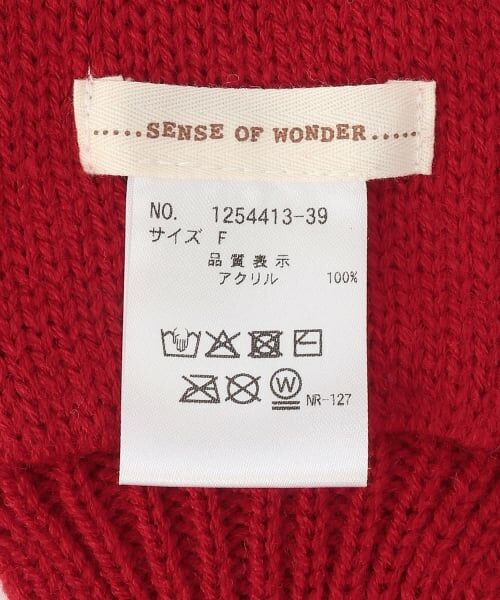 .....SENSE OF WONDER.....
NO. 1254413-39
サイズ F
品質表示
アクリル 100%
W NR-127